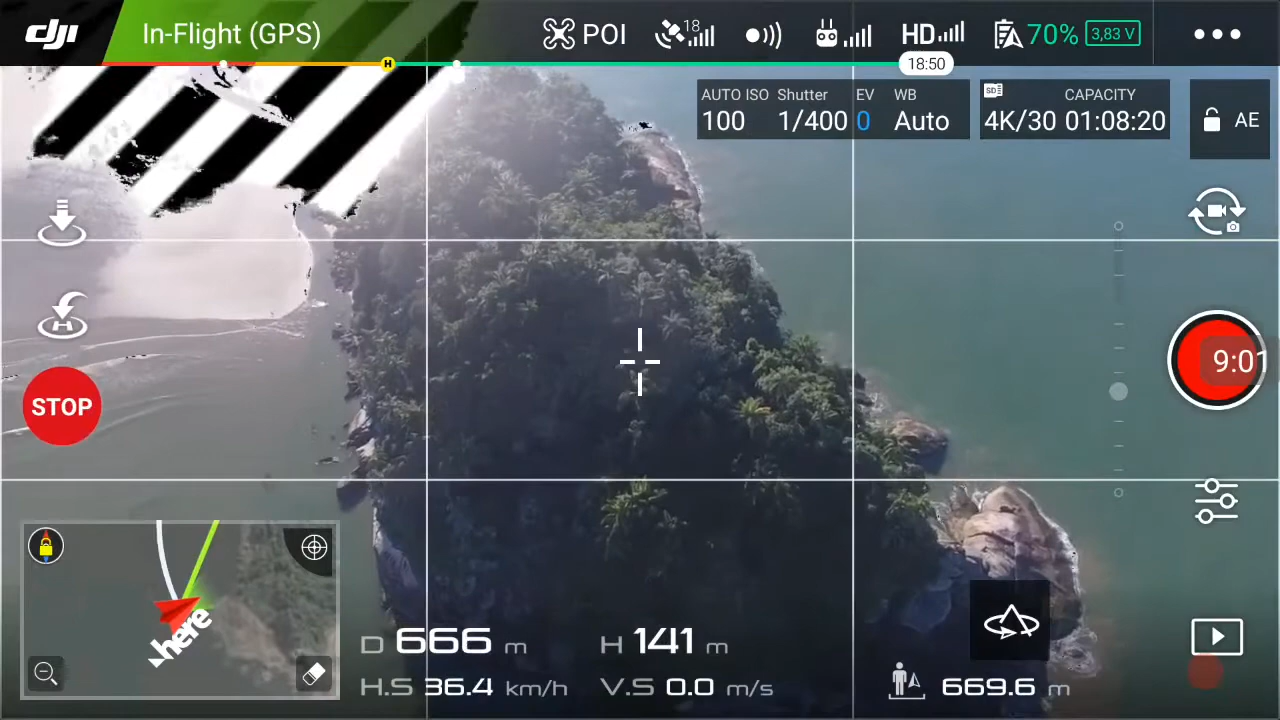 dji
In-Flight (GPS)
POI
18
HD
70%
3,83 V
H
18:50
AUTO ISO
100
Shutter
1/400
EV
0
WB
Auto
SD
4K/30
CAPACITY
01:08:20
AE
H
STOP
9:01
here
D 666 m
H 141 m
H.S 36.4 km/h
V.S 0.0 m/s
669.6 m